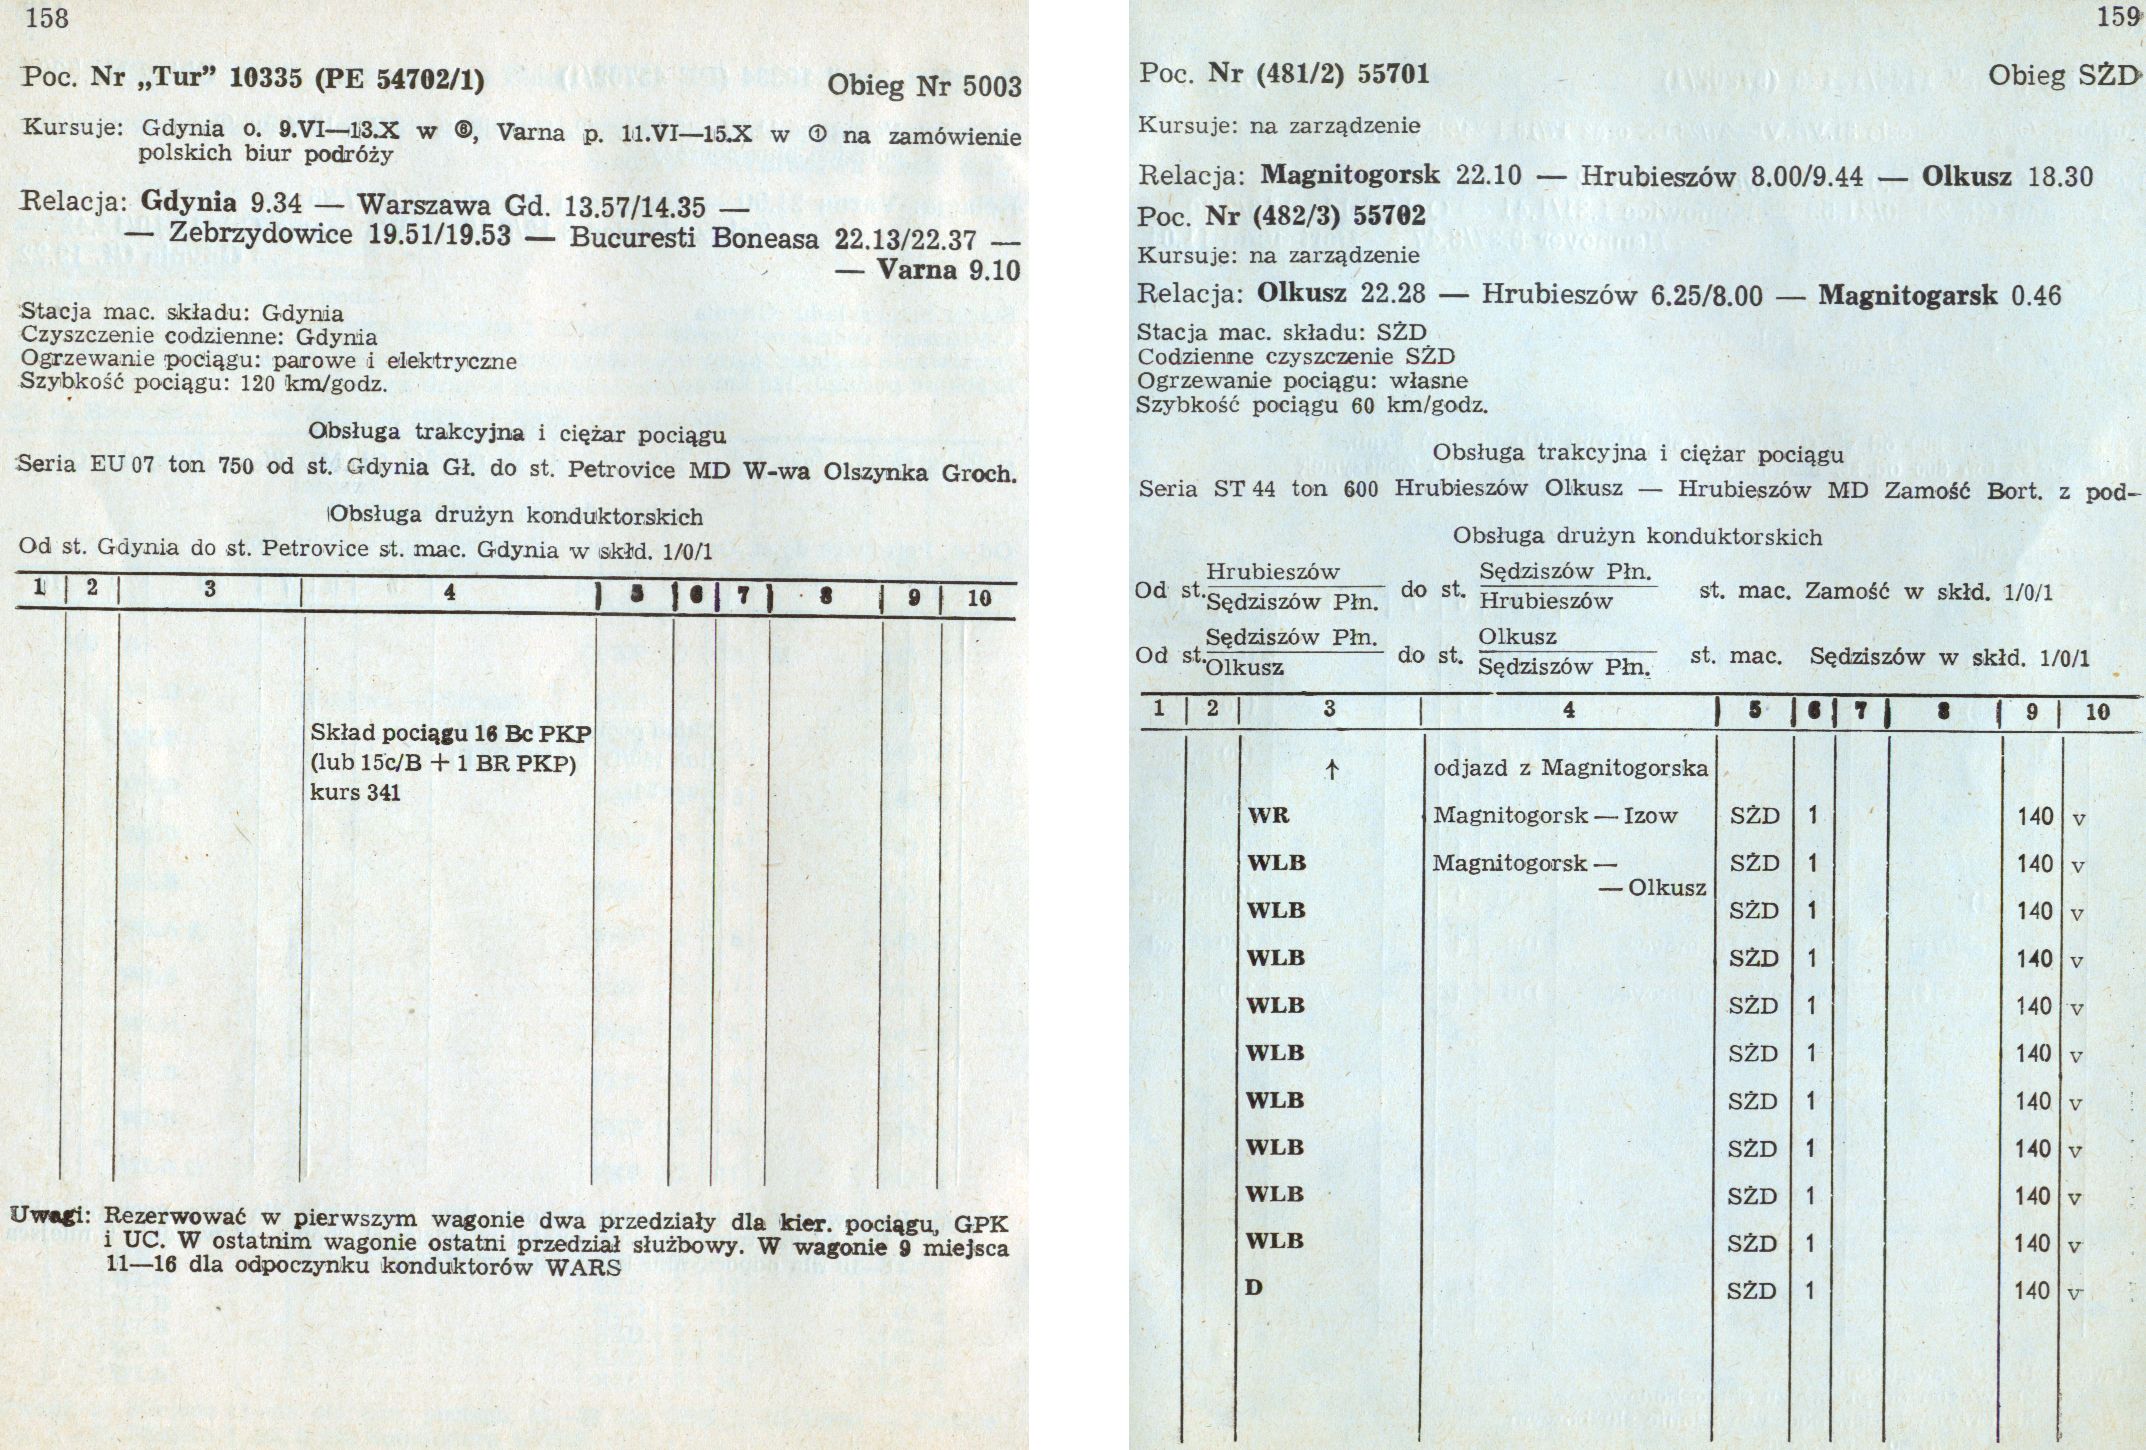 158
Poc. Nr „Tur” 10335 (PE 54702/1)
Obieg Nr 5003
Kursuje: Gdynia o. 9.VI—13.X w ⑥, Varna p. 11.VI—15.X w ① na zamówienie
polskich biur podróży
Relacja: Gdynia 9.34 — Warszawa Gd. 13.57/14.35 —
— Zebrzydowice 19.51/19.53 — Bucuresti Boneasa 22.13/22.37 —
— Varna 9.10
Stacja mac. składu: Gdynia
Czyszczenie codzienne: Gdynia
Ogrzewanie pociągu: parowe i elektryczne
Szybkość pociągu: 120 km/godz.
Obsługa trakcyjna i ciężar pociągu
Seria EU 07 ton 750 od st. Gdynia Gł. do st. Petrovice MD W-wa Olszynka Groch.
Obsługa drużyn konduktorskich
Od st. Gdynia do st. Petrovice st. mac. Gdynia w skłd. 1/0/1
1 | 2 | 3 | 4 | 5 | 6 | 7 | 8 | 9 | 10
Skład pociągu 16 Bc PKP
(lub 15c/B + 1 BR PKP)
kurs 341
Uwagi: Rezerwować w pierwszym wagonie dwa przedziały dla kier. pociągu, GPK
i UC. W ostatnim wagonie ostatni przedział służbowy. W wagonie 9 miejsca
11—16 dla odpoczynku konduktorów WARS
159
Poc. Nr (481/2) 55701
Obieg SŻD
Kursuje: na zarządzenie
Relacja: Magnitogorsk 22.10 — Hrubieszów 8.00/9.44 — Olkusz 18.30
Poc. Nr (482/3) 55702
Kursuje: na zarządzenie
Relacja: Olkusz 22.28 — Hrubieszów 6.25/8.00 — Magnitogarsk 0.46
Stacja mac. składu: SŻD
Codzienne czyszczenie SŻD
Ogrzewanie pociągu: własne
Szybkość pociągu 60 km/godz.
Obsługa trakcyjna i ciężar pociągu
Seria ST 44 ton 600 Hrubieszów Olkusz — Hrubieszów MD Zamość Bort. z pod-
Obsługa drużyn konduktorskich
Hrubieszów Sędziszów Płn.
Od st. do st. st. mac. Zamość w skłd. 1/0/1
Sędziszów Płn. Hrubieszów
Sędziszów Płn. Olkusz
Od st. do st. st. mac. Sędziszów w skłd. 1/0/1
Olkusz Sędziszów Płn.
1 | 2 | 3 | 4 | 5 | 6 | 7 | 8 | 9 | 10
↑ odjazd z Magnitogorska
WR Magnitogorsk — Izow SŻD 1 140 v
WLB Magnitogorsk — SŻD 1 140 v
— Olkusz
WLB SŻD 1 140 v
WLB SŻD 1 140 v
WLB SŻD 1 140 v
WLB SŻD 1 140 v
WLB SŻD 1 140 v
WLB SŻD 1 140 v
WLB SŻD 1 140 v
WLB SŻD 1 140 v
D SŻD 1 140 v